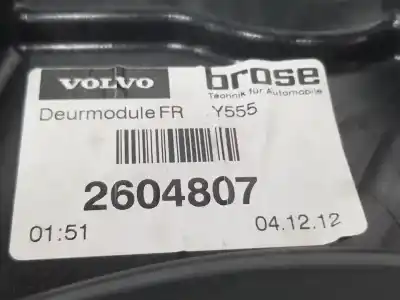 VOLVO brose
Technik für Automobile
Deurmodule FR Y555
2604807
01:51 04.12.12